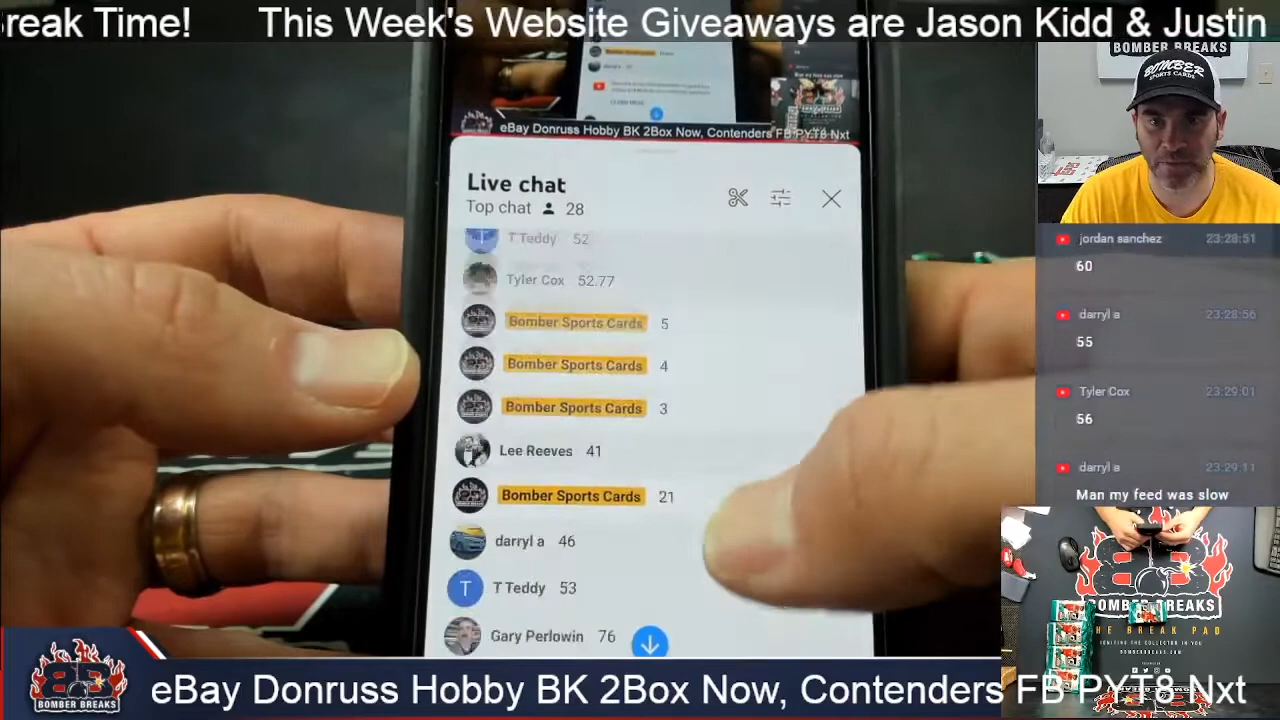 reak Time! This Week's Website Giveaways are Jason Kidd & Justin
BOMBER BREAKS
BOMBER
SPORTS CARDS
eBay Donruss Hobby BK 2Box Now, Contenders FB PYT8 Nxt
Live chat
Top chat 28
T Teddy 52
Tyler Cox 52.77
Bomber Sports Cards 5
Bomber Sports Cards 4
Bomber Sports Cards 3
Lee Reeves 41
Bomber Sports Cards 21
darryl a 46
T
T Teddy 53
Gary Perlowin 76
jordan sanchez 23:28:51
60
darryl a 23:28:56
55
Tyler Cox 23:29:01
56
darryl a 23:29:11
Man my feed was slow
BOMBER BREAKS
THE BREAK PAD
BOMBER BREAKS
eBay Donruss Hobby BK 2Box Now, Contenders FB PYT8 Nxt